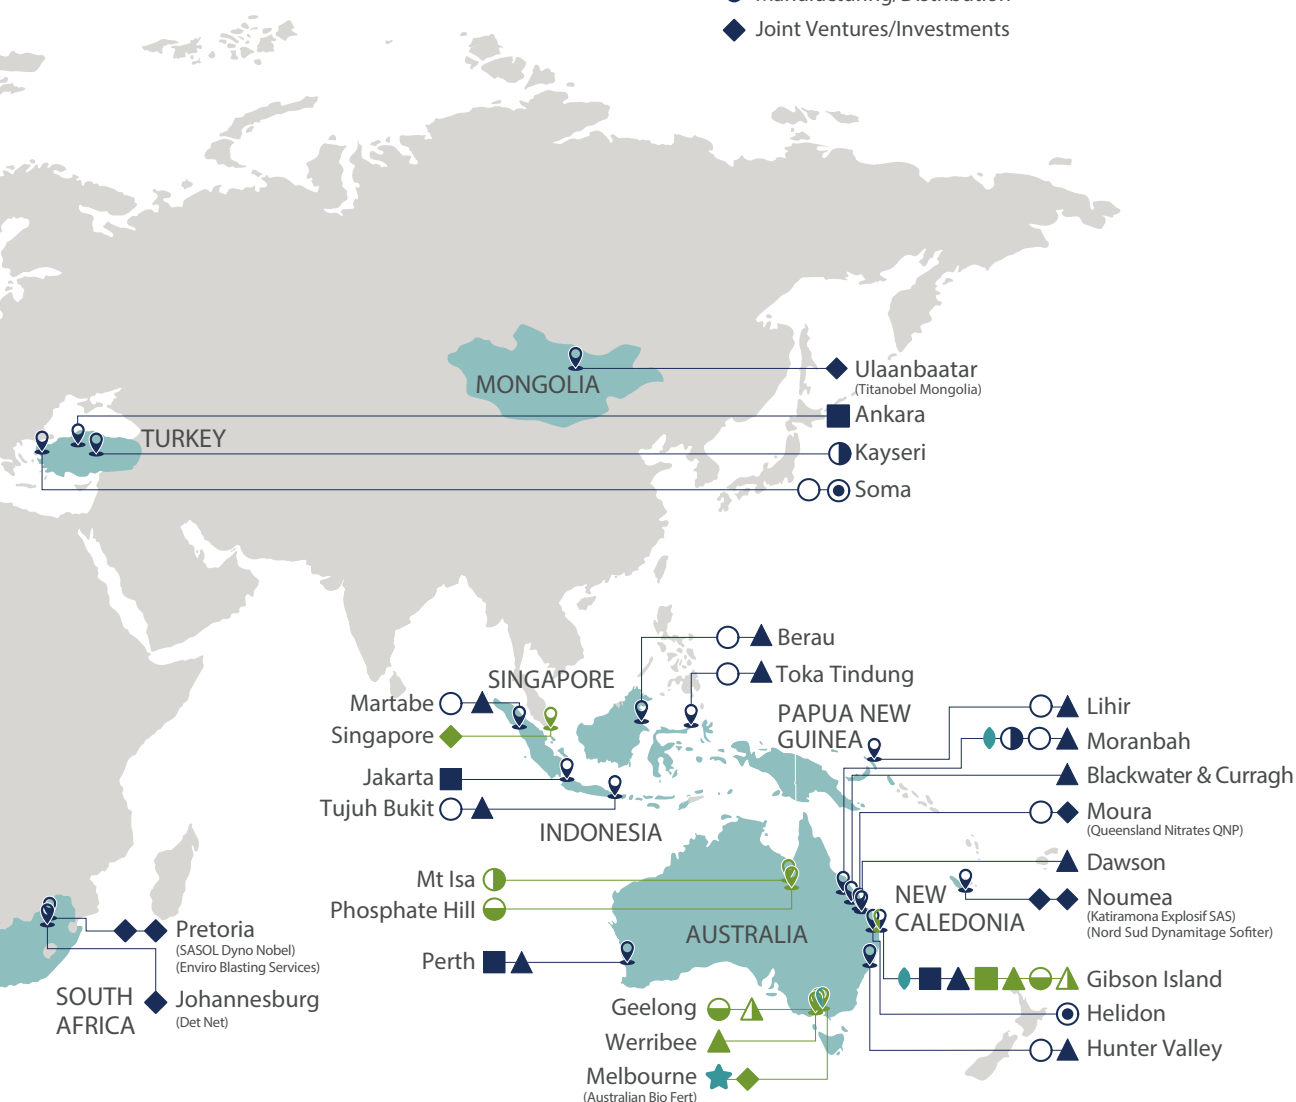 Manufacturing/Distribution
Joint Ventures/Investments
MONGOLIA
Ulaanbaatar
(Titanobel Mongolia)
Ankara
TURKEY
Kayseri
Soma
Berau
Toka Tindung
SINGAPORE
Martabe
Singapore
Jakarta
Tujuh Bukit
INDONESIA
PAPUA NEW
GUINEA
Lihir
Moranbah
Blackwater & Curragh
Moura
(Queensland Nitrates QNP)
Dawson
Noumea
(Katiramona Explosif SAS)
(Nord Sud Dynamitage Sofiter)
NEW
CALEDONIA
Mt Isa
Phosphate Hill
AUSTRALIA
Perth
Pretoria
(SASOL Dyno Nobel)
(Enviro Blasting Services)
Johannesburg
(Det Net)
SOUTH
AFRICA
Gibson Island
Helidon
Hunter Valley
Geelong
Werribee
Melbourne
(Australian Bio Fert)